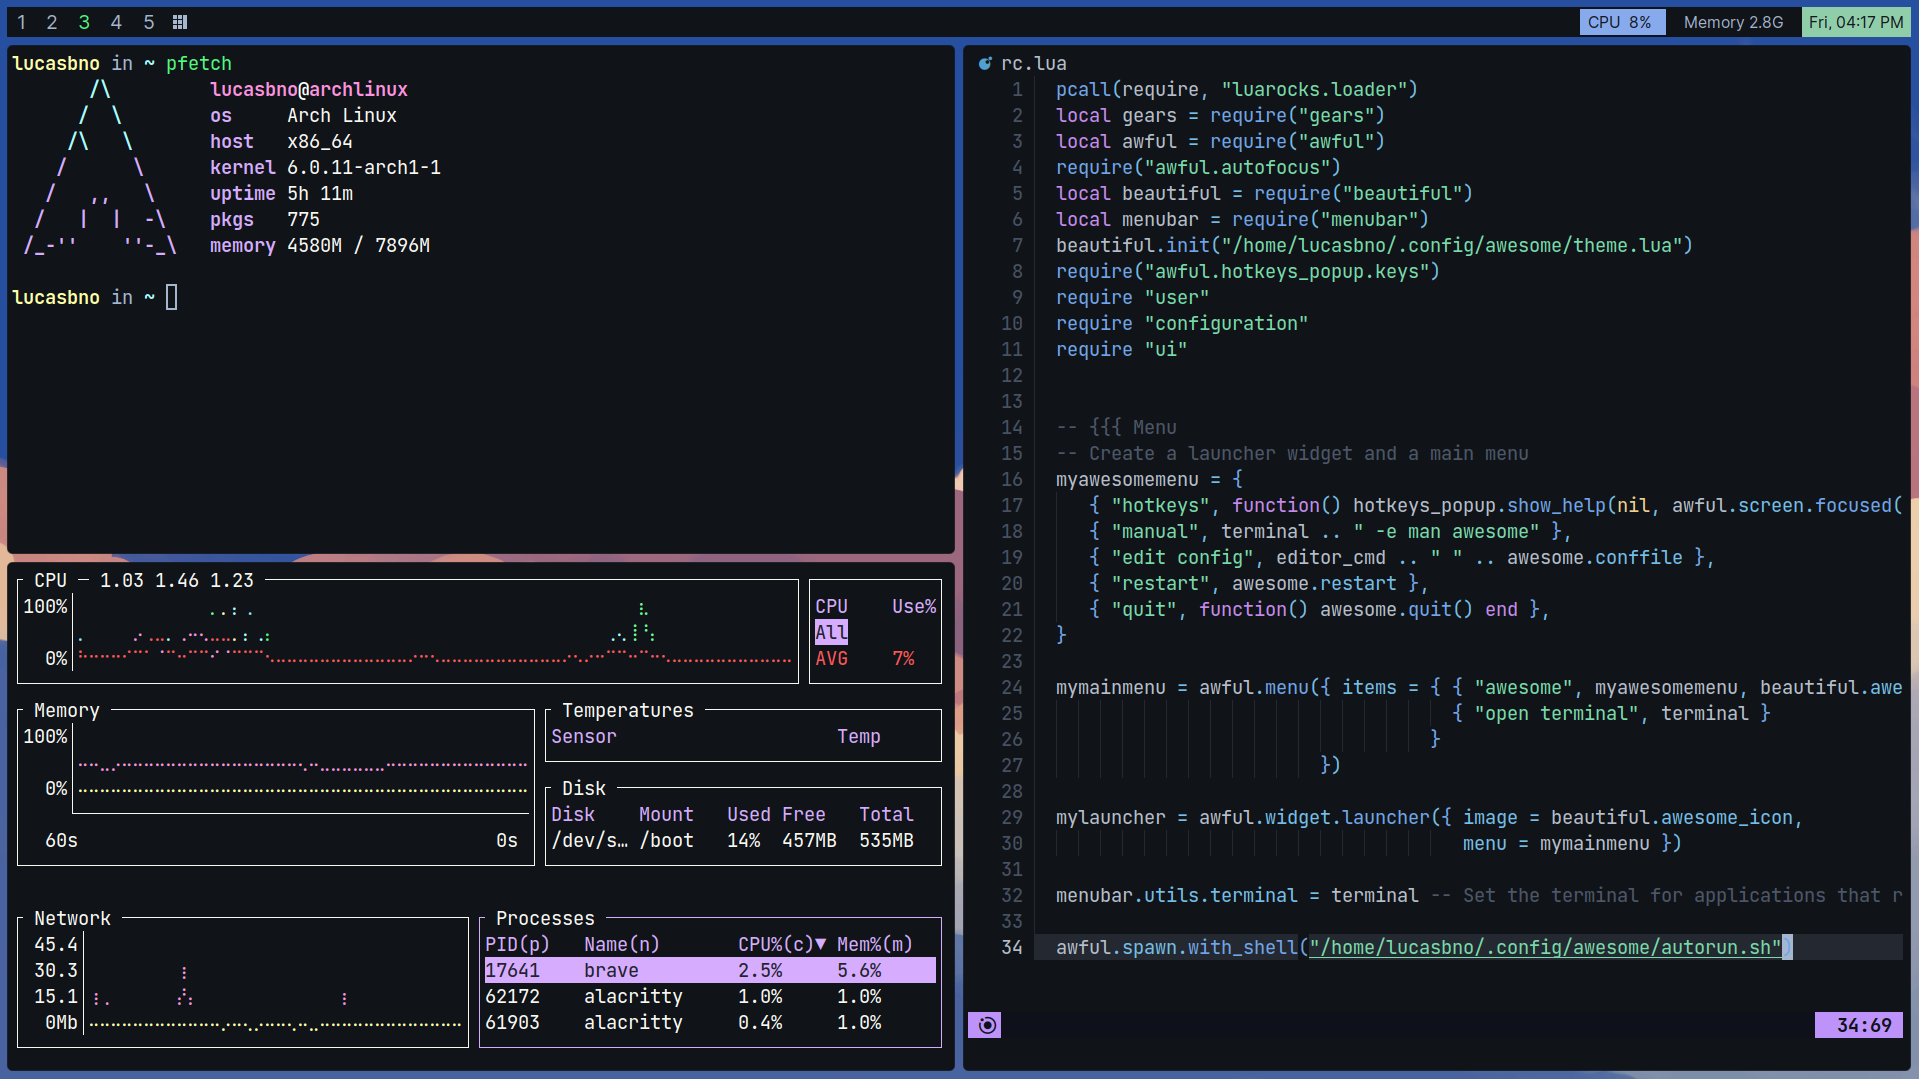 1 2 3 4 5
CPU 8% Memory 2.8G Fri, 04:17 PM
lucasbno in ~ pfetch
lucasbno@archlinux
os Arch Linux
host x86_64
kernel 6.0.11-arch1-1
uptime 5h 11m
pkgs 775
memory 4580M / 7896M
lucasbno in ~
CPU — 1.03 1.46 1.23
100%
0%
CPU Use%
All
AVG 7%
Memory
100%
0%
60s 0s
Temperatures
Sensor Temp
Disk
Disk Mount Used Free Total
/dev/s… /boot 14% 457MB 535MB
Network
45.4
30.3
15.1
0Mb
Processes
PID(p) Name(n) CPU%(c)▼ Mem%(m)
17641 brave 2.5% 5.6%
62172 alacritty 1.0% 1.0%
61903 alacritty 0.4% 1.0%
rc.lua
1 pcall(require, "luarocks.loader")
2 local gears = require("gears")
3 local awful = require("awful")
4 require("awful.autofocus")
5 local beautiful = require("beautiful")
6 local menubar = require("menubar")
7 beautiful.init("/home/lucasbno/.config/awesome/theme.lua")
8 require("awful.hotkeys_popup.keys")
9 require "user"
10 require "configuration"
11 require "ui"
12
13
14 -- {{{ Menu
15 -- Create a launcher widget and a main menu
16 myawesomemenu = {
17 { "hotkeys", function() hotkeys_popup.show_help(nil, awful.screen.focused(
18 { "manual", terminal .. " -e man awesome" },
19 { "edit config", editor_cmd .. " " .. awesome.conffile },
20 { "restart", awesome.restart },
21 { "quit", function() awesome.quit() end },
22 }
23
24 mymainmenu = awful.menu({ items = { { "awesome", myawesomemenu, beautiful.awe
25 { "open terminal", terminal }
26 }
27 })
28
29 mylauncher = awful.widget.launcher({ image = beautiful.awesome_icon,
30 menu = mymainmenu })
31
32 menubar.utils.terminal = terminal -- Set the terminal for applications that r
33
34 awful.spawn.with_shell("/home/lucasbno/.config/awesome/autorun.sh")
34:69